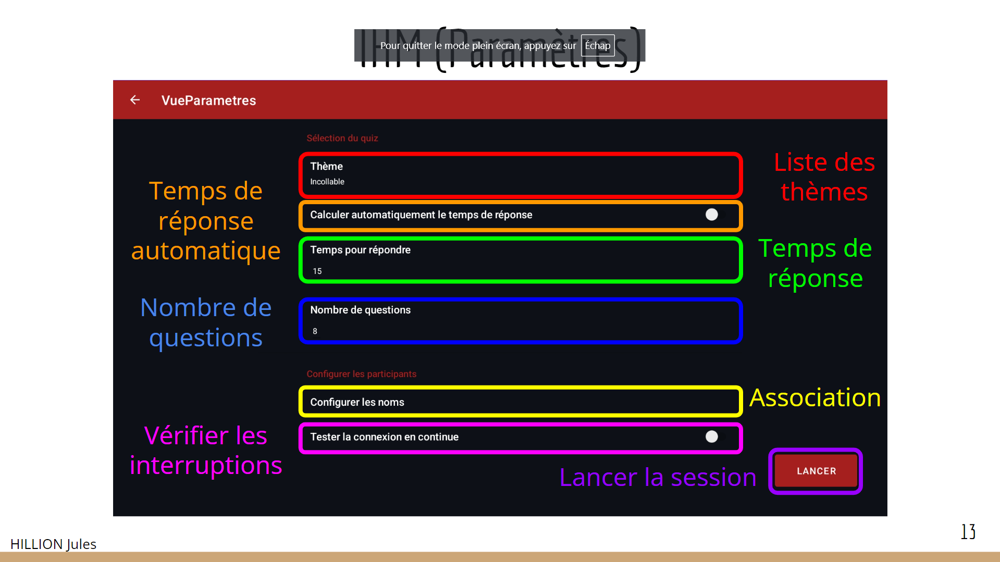 IHM (Paramètres)
Pour quitter le mode plein écran, appuyez sur Échap
VueParametres
Sélection du quiz
Thème
Incollable
Liste des
thèmes
Temps de
réponse
automatique
Calculer automatiquement le temps de réponse
Temps pour répondre
15
Temps de
réponse
Nombre de
questions
Nombre de questions
8
Configurer les participants
Configurer les noms
Association
Vérifier les
interruptions
Tester la connexion en continue
Lancer la session
LANCER
13
HILLION Jules